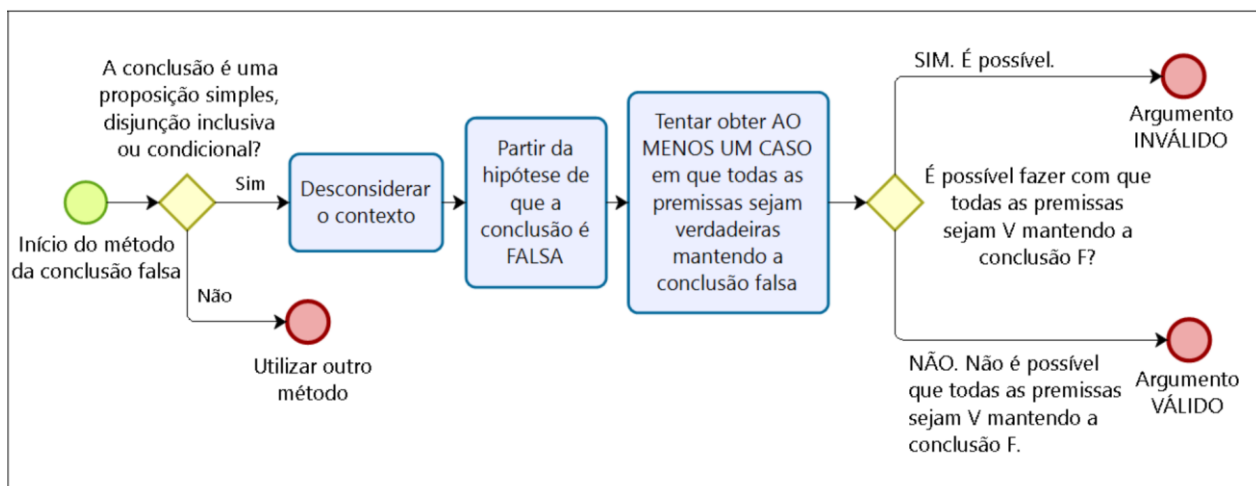 A conclusão é uma
proposição simples,
disjunção inclusiva
ou condicional?
Início do método
da conclusão falsa
Sim
Não
Utilizar outro
método
Desconsiderar
o contexto
Partir da
hipótese de
que a
conclusão é
FALSA
Tentar obter AO
MENOS UM CASO
em que todas as
premissas sejam
verdadeiras
mantendo a
conclusão falsa
É possível fazer com que
todas as premissas
sejam V mantendo a
conclusão F?
SIM. É possível.
Argumento
INVÁLIDO
NÃO. Não é possível
que todas as premissas
sejam V mantendo a
conclusão F.
Argumento
VÁLIDO